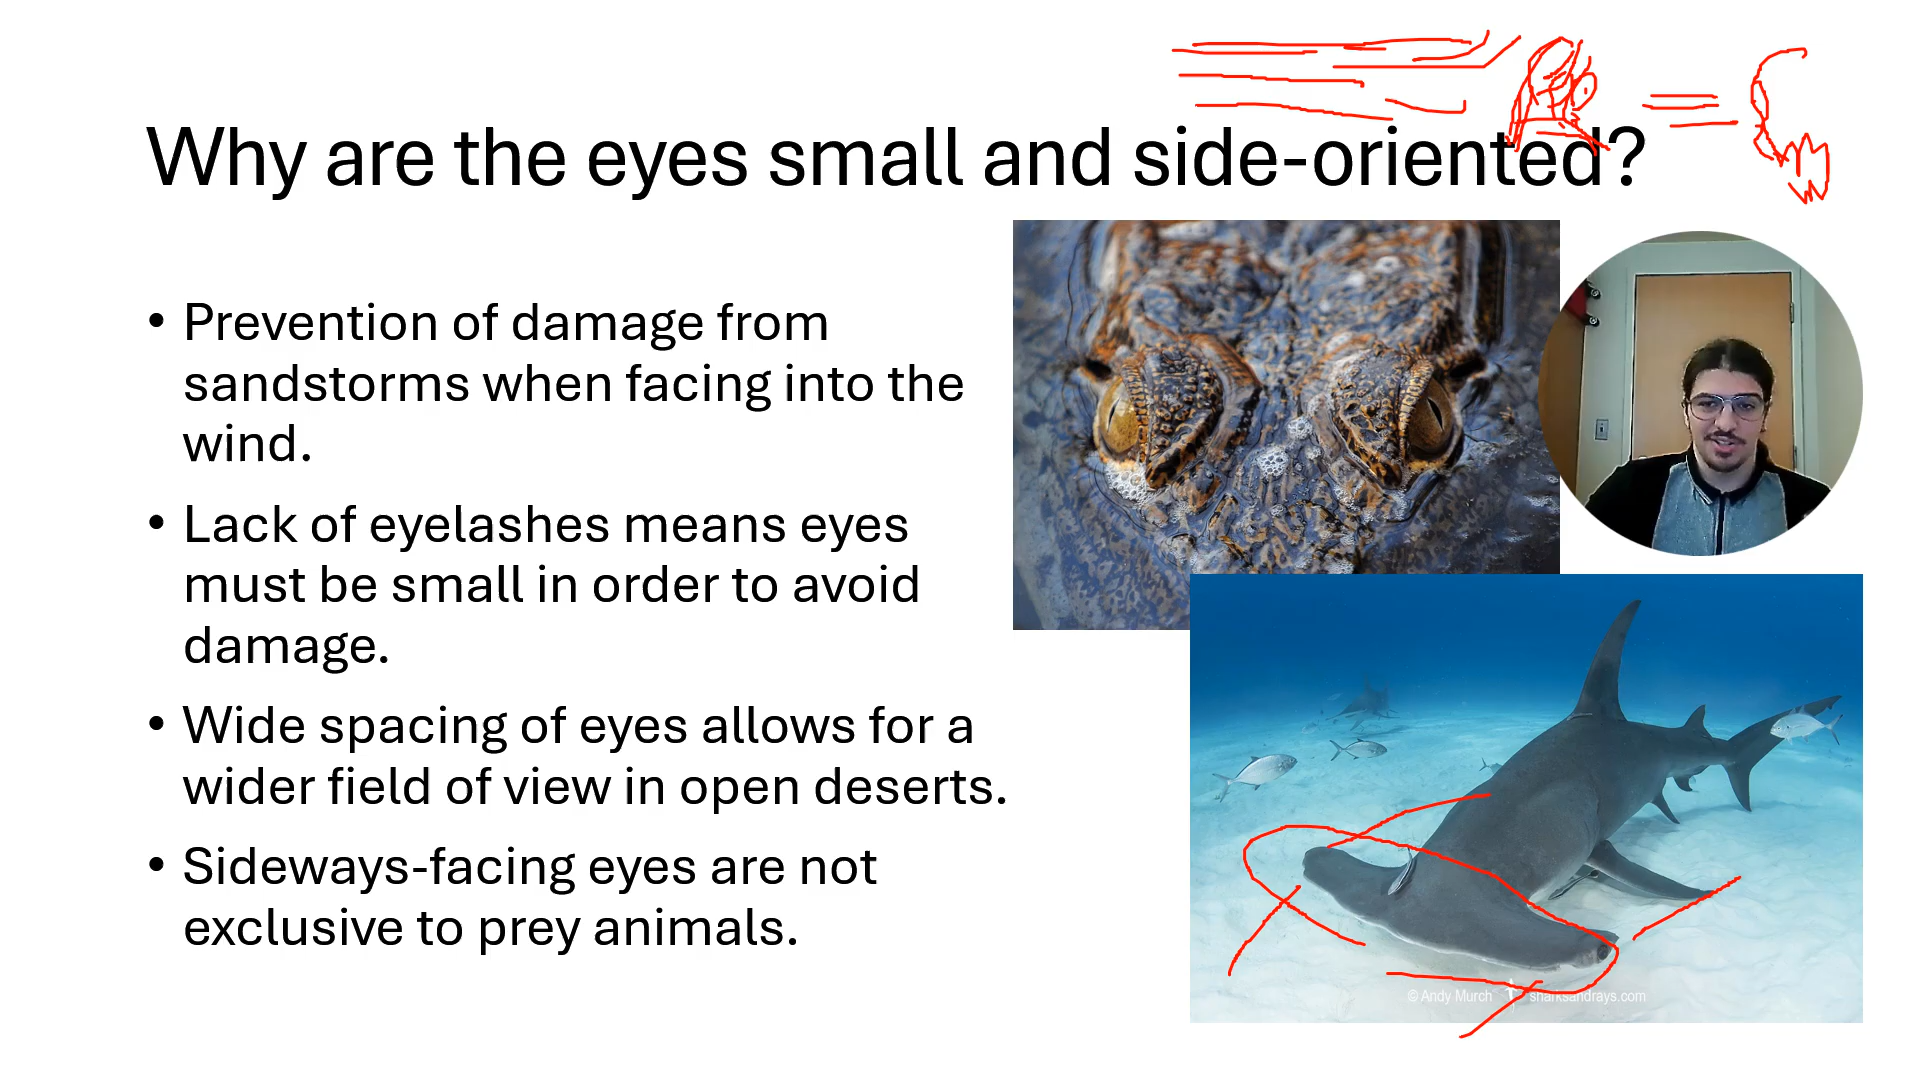 Why are the eyes small and side-oriented?
• Prevention of damage from
sandstorms when facing into the
wind.
• Lack of eyelashes means eyes
must be small in order to avoid
damage.
• Wide spacing of eyes allows for a
wider field of view in open deserts.
• Sideways-facing eyes are not
exclusive to prey animals.
© Andy Murch sharksandrays.com